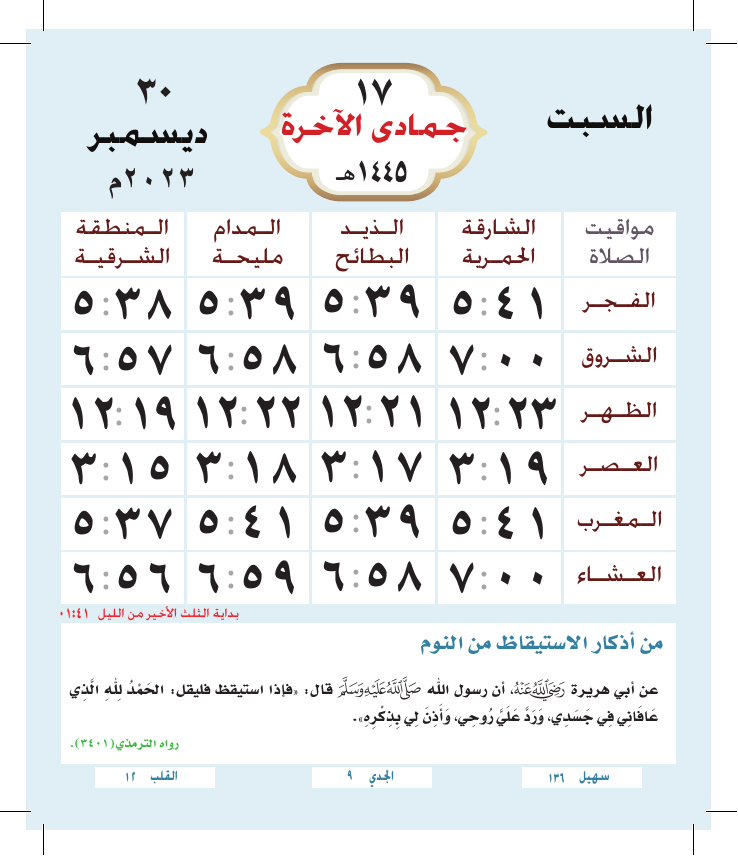 السبت
١٧
جمادى الآخرة
١٤٤٥هـ
٣٠
ديسمبر
٢٠٢٣م
مواقيت الصلاة
الشارقة الحمرية
الذيد البطائح
المدام مليحة
المنطقة الشرقية
الفجر ٥:٤١ ٥:٣٩ ٥:٣٩ ٥:٣٨
الشروق ٧:٠٠ ٦:٥٨ ٦:٥٨ ٦:٥٧
الظهر ١٢:٢٣ ١٢:٢١ ١٢:٢٢ ١٢:١٩
العصر ٣:١٩ ٣:١٧ ٣:١٨ ٣:١٥
المغرب ٥:٤١ ٥:٣٩ ٥:٤١ ٥:٣٧
العشاء ٧:٠٠ ٦:٥٨ ٦:٥٩ ٦:٥٦
بداية الثلث الأخير من الليل ٠١:٤١
من أذكار الاستيقاظ من النوم
عن أبي هريرة رَضِيَ اللَّهُ عَنْهُ، أن رسول الله صَلَّى اللَّهُ عَلَيْهِ وَسَلَّمَ قال: «فإذا استيقظ فليقل: الحَمْدُ لِلَّهِ الَّذِي
عَافَانِي فِي جَسَدِي، وَرَدَّ عَلَيَّ رُوحِي، وَأَذِنَ لِي بِذِكْرِهِ».
رواه الترمذي(٣٤٠١).
سهيل ١٣٦
الجدي ٩
القلب ١٢